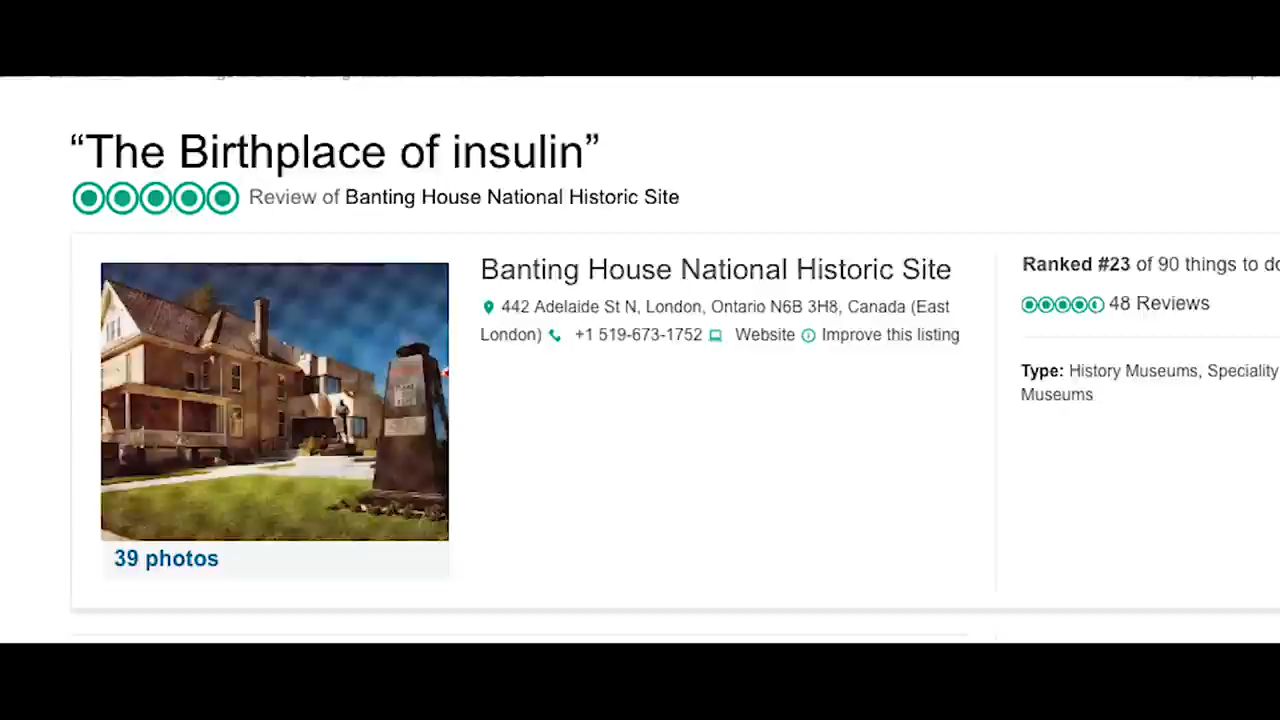 “The Birthplace of insulin”
Review of Banting House National Historic Site
Banting House National Historic Site
442 Adelaide St N, London, Ontario N6B 3H8, Canada (East
London) +1 519-673-1752 Website Improve this listing
39 photos
Ranked #23 of 90 things to do
48 Reviews
Type: History Museums, Speciality
Museums